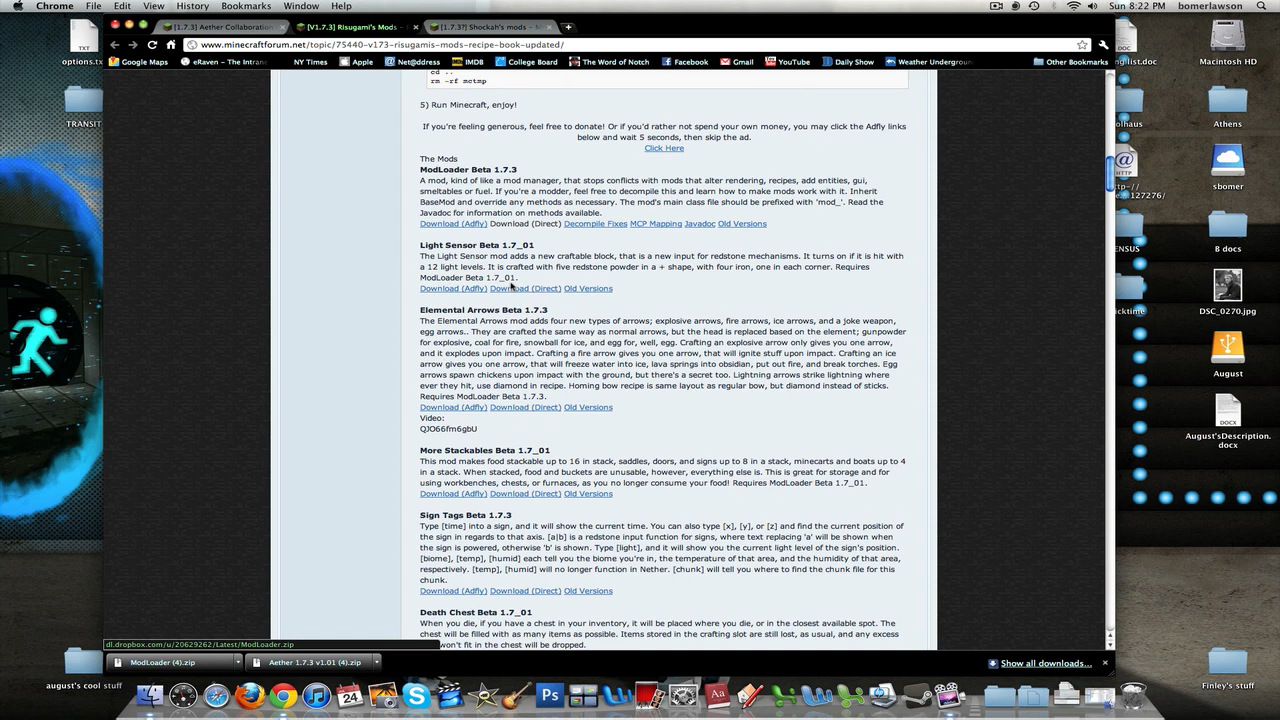 Chrome File Edit View History Bookmarks Window Help Sun 8:22 PM bomerlawson
[1.7.3] Aether Collaboration [V1.7.3] Risugami's Mods - [1.7.3?] Shockah's mods -
www.minecraftforum.net/topic/75440-v173-risugamis-mods-recipe-book-updated/
Google Maps eRaven - The Intranet NY Times Apple Net@ddress IMDB College Board The Word of Notch Facebook Gmail YouTube Daily Show Weather Underground Other Bookmarks
cd ..
rm -rf mctmp
5) Run Minecraft, enjoy!
If you're feeling generous, feel free to donate! Or if you'd rather not spend your own money, you may click the Adfly links
below and wait 5 seconds, then skip the ad.
Click Here
The Mods
ModLoader Beta 1.7.3
A mod, kind of like a mod manager, that stops conflicts with mods that alter rendering, recipes, add entities, gui,
smeltables or fuel. If you're a modder, feel free to decompile this and learn how to make mods work with it. Inherit
BaseMod and override any methods as necessary. The mod's main class file should be prefixed with 'mod_'. Read the
Javadoc for information on methods available.
Download (Adfly) Download (Direct) Decompile Fixes MCP Mapping Javadoc Old Versions
Light Sensor Beta 1.7_01
The Light Sensor mod adds a new craftable block, that is a new input for redstone mechanisms. It turns on if it is hit with
a 12 light levels. It is crafted with five redstone powder in a + shape, with four iron, one in each corner. Requires
ModLoader Beta 1.7_01.
Download (Adfly) Download (Direct) Old Versions
Elemental Arrows Beta 1.7.3
The Elemental Arrows mod adds four new types of arrows; explosive arrows, fire arrows, ice arrows, and a joke weapon,
egg arrows.. They are crafted the same way as normal arrows, but the head is replaced based on the element; gunpowder
for explosive, coal for fire, snowball for ice, and egg for, well, egg. Crafting an explosive arrow only gives you one arrow,
and it explodes upon impact. Crafting a fire arrow gives you one arrow, that will ignite stuff upon impact. Crafting an ice
arrow gives you one arrow, that will freeze water into ice, lava springs into obsidian, put out fire, and break torches. Egg
arrows spawn chickens upon impact with the ground, but there's a secret too. Lightning arrows strike lightning where
ever they hit, use diamond in recipe. Homing bow recipe is same layout as regular bow, but diamond instead of sticks.
Requires ModLoader Beta 1.7.3.
Download (Adfly) Download (Direct) Old Versions
Video:
QJO66fm6gbU
More Stackables Beta 1.7_01
This mod makes food stackable up to 16 in stack, saddles, doors, and signs up to 8 in a stack, minecarts and boats up to 4
in a stack. When stacked, food and buckets are unusable, however, everything else is. This is great for storage and for
using workbenches, chests, or furnaces, as you no longer consume your food! Requires ModLoader Beta 1.7_01.
Download (Adfly) Download (Direct) Old Versions
Sign Tags Beta 1.7.3
Type [time] into a sign, and it will show the current time. You can also type [x], [y], or [z] and find the current position of
the sign in regards to that axis. [a|b] is a redstone input function for signs, where text replacing 'a' will be shown when
the sign is powered, otherwise 'b' is shown. Type [light], and it will show you the current light level of the sign's position.
[biome], [temp], [humid] each tell you the biome you're in, the temperature of that area, and the humidity of that area,
respectively. [temp], [humid] will no longer function in Nether. [chunk] will tell you where to find the chunk file for this
chunk.
Download (Adfly) Download (Direct) Old Versions
Death Chest Beta 1.7_01
When you die, if you have a chest in your inventory, it will be placed where you die, or in the closest available spot. The
chest will be filled with as many items as possible. Items stored in the crafting slot are still lost, as usual, and any excess
won't fit in the chest will be dropped.
dl.dropbox.com/u/20629262/Latest/ModLoader.zip
ModLoader (4).zip Aether 1.7.3 v1.01 (4).zip Show all downloads...
TXT
options.tx
TRANSIT
august's cool stuff
DOC
list.doc
olhaus
http-//
127276/
ENSUS
icktime
Macintosh HD
Athens
sbomer
B docs
DSC_0270.jpg
August
DOCX
August'sDescription.
docx
Finley's stuff
24
Ps
Aa